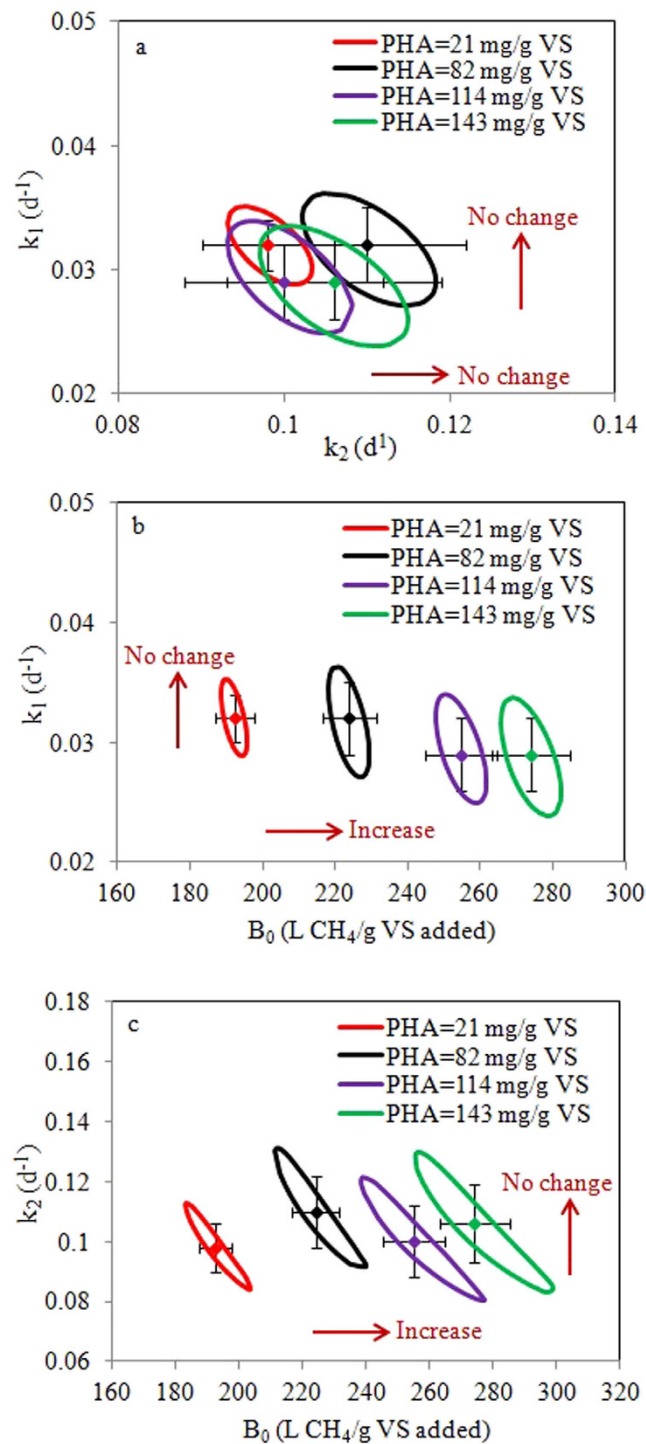 a
PHA=21 mg/g VS
PHA=82 mg/g VS
PHA=114 mg/g VS
PHA=143 mg/g VS
0.05
0.04
0.03
0.02
k₁ (d⁻¹)
No change
No change
0.08 0.1 0.12 0.14
k₂ (d¹)
b
PHA=21 mg/g VS
PHA=82 mg/g VS
PHA=114 mg/g VS
PHA=143 mg/g VS
0.05
0.04
0.03
0.02
k₁ (d⁻¹)
No change
Increase
160 180 200 220 240 260 280 300
B₀ (L CH₄/g VS added)
c
PHA=21 mg/g VS
PHA=82 mg/g VS
PHA=114 mg/g VS
PHA=143 mg/g VS
0.18
0.16
0.14
0.12
0.1
0.08
0.06
k₂ (d⁻¹)
No change
Increase
160 180 200 220 240 260 280 300 320
B₀ (L CH₄/g VS added)